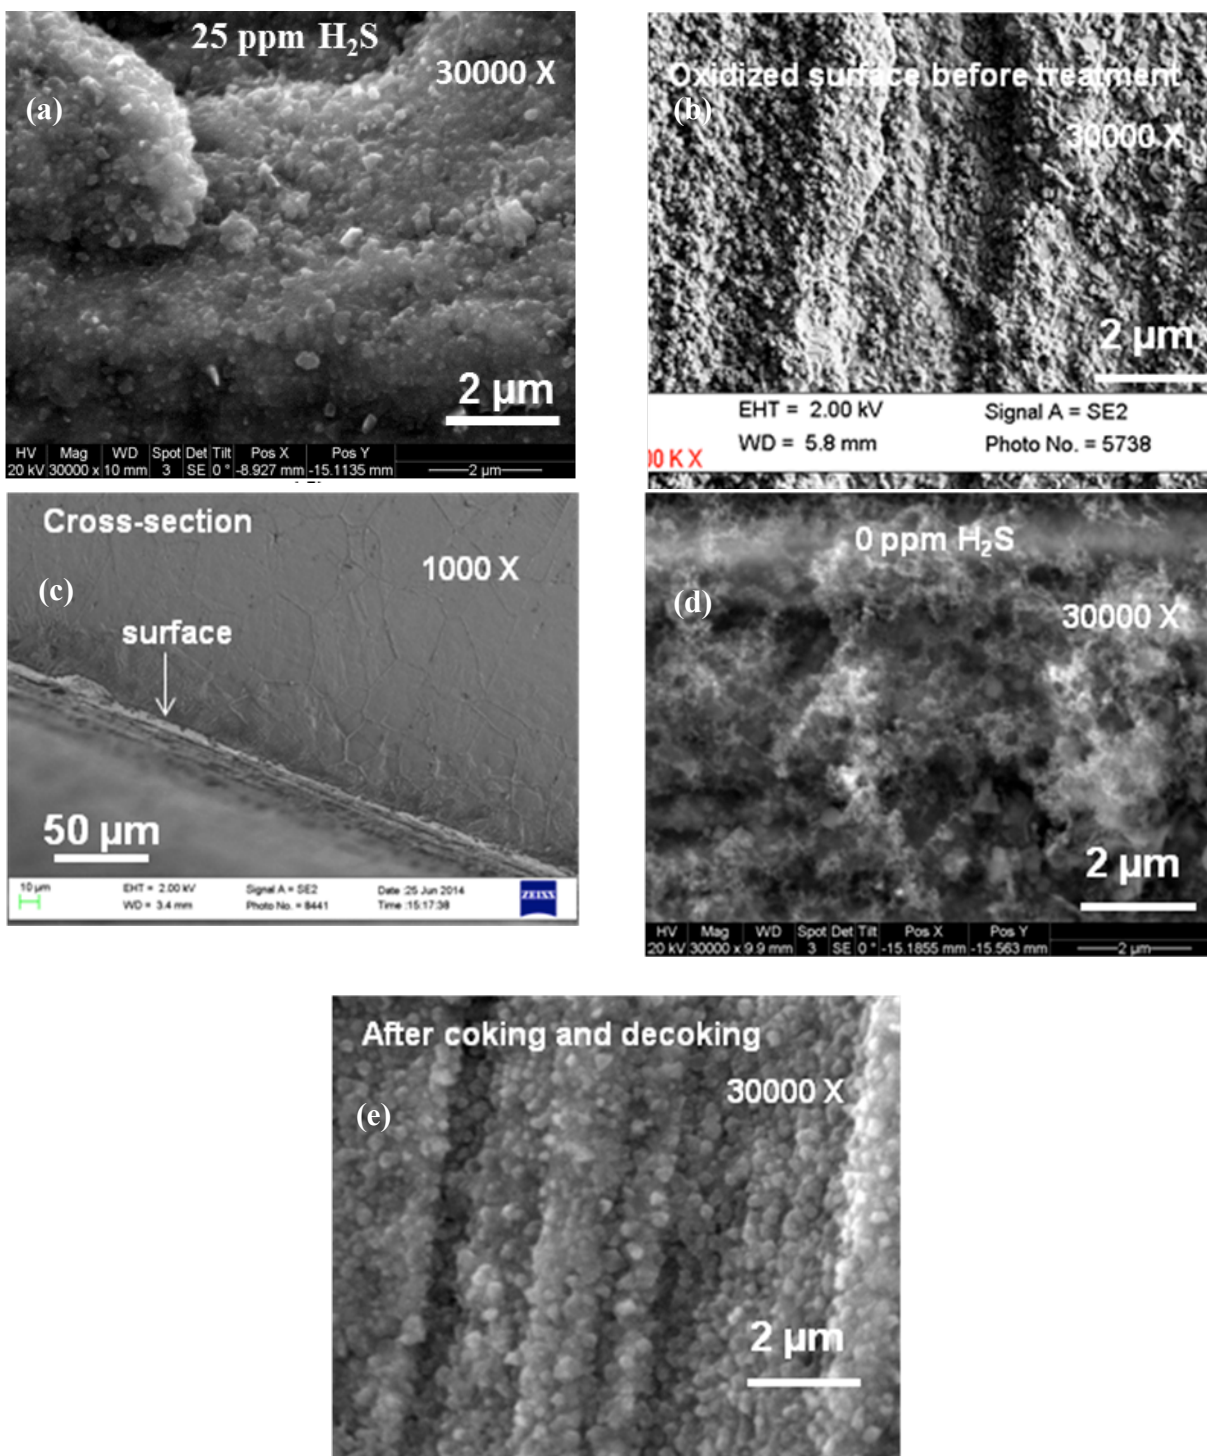 25 ppm H₂S
30000 X
(a)
2 µm
HV Mag WD Spot Det Tilt Pos X Pos Y
20 kV 30000 x 10 mm 3 SE 0 ° -8.927 mm -15.1135 mm 2 µm
Oxidized surface before treatment
(b)
30000 X
2 µm
EHT = 2.00 kV Signal A = SE2
WD = 5.8 mm Photo No. = 5738
00 K X
Cross-section
1000 X
(c)
surface
50 µm
10 µm EHT = 2.00 kV Signal A = SE2 Date :25 Jun 2014
WD = 3.4 mm Photo No. = 8441 Time :15:17:38
ZEISS
0 ppm H₂S
(d)
30000 X
2 µm
HV Mag WD Spot Det Tilt Pos X Pos Y
20 kV 30000 x 9.9 mm 3 SE 0 ° -15.1855 mm -15.563 mm 2 µm
After coking and decoking
30000 X
(e)
2 µm